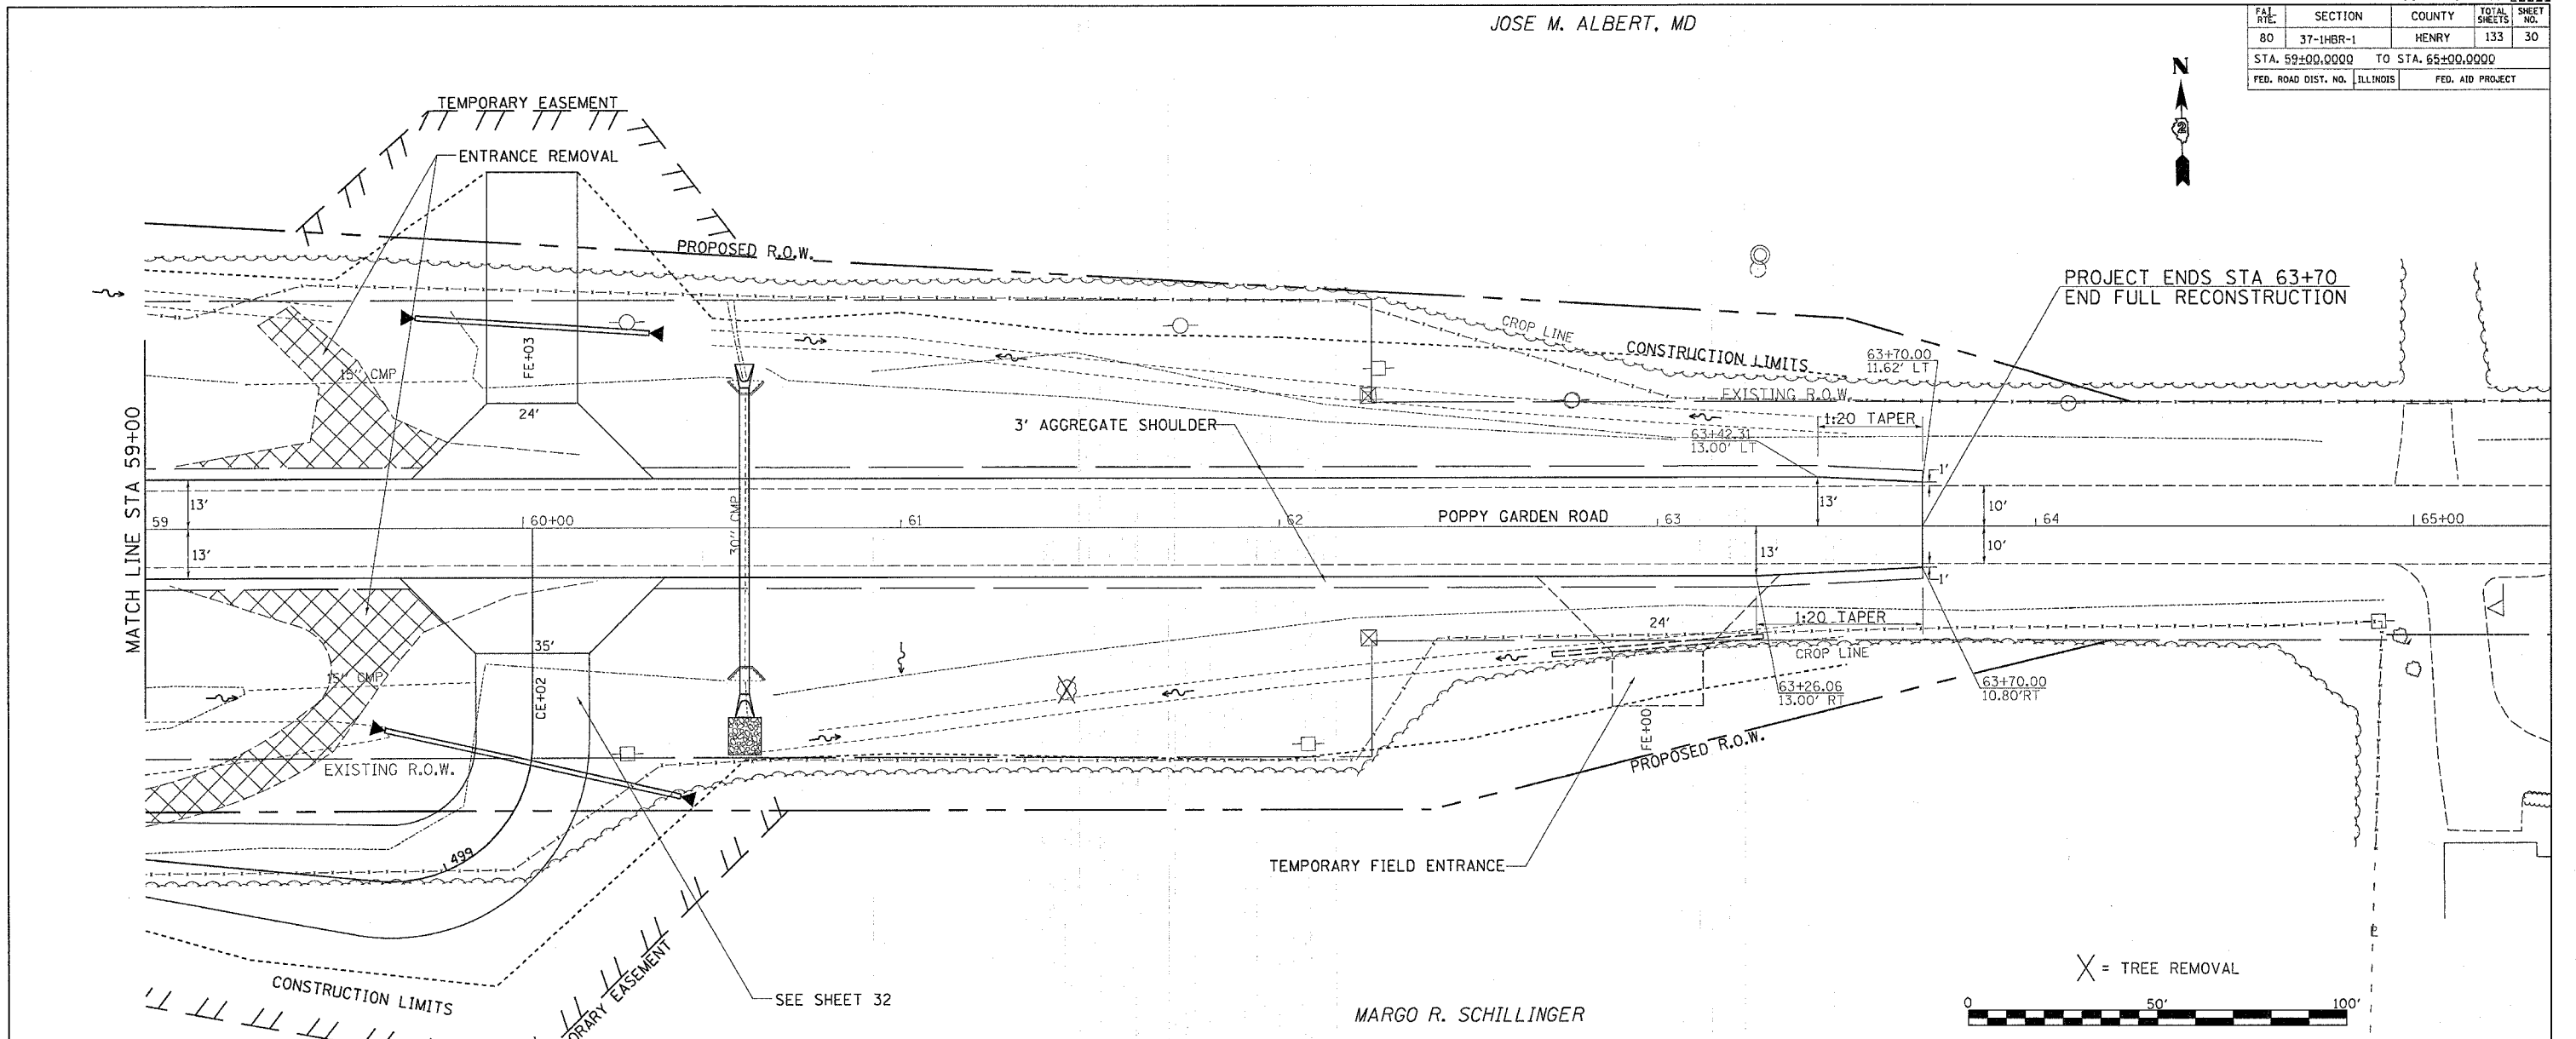 JOSE M. ALBERT, MD
F.A.I. RTE. SECTION COUNTY TOTAL SHEETS SHEET NO.
80 37-1HBR-1 HENRY 133 30
STA. 59+00.0000 TO STA. 65+00.0000
FED. ROAD DIST. NO. ILLINOIS FED. AID PROJECT
N
2
TEMPORARY EASEMENT
ENTRANCE REMOVAL
PROPOSED R.O.W.
PROJECT ENDS STA 63+70
END FULL RECONSTRUCTION
CROP LINE
CONSTRUCTION LIMITS
63+70.00
11.62' LT
FE+03
15" CMP
EXISTING R.O.W.
24'
1:20 TAPER
3' AGGREGATE SHOULDER
63+42.31
13.00' LT
1'
MATCH LINE STA 59+00
13'
30" CMP
13'
10'
59
60+00
61
62
POPPY GARDEN ROAD
63
64
65+00
13'
13'
10'
1'
24'
1:20 TAPER
35'
CROP LINE
15" CMP
CE+02
63+26.06
13.00' RT
63+70.00
10.80'RT
FE+00
EXISTING R.O.W.
PROPOSED R.O.W.
499
TEMPORARY FIELD ENTRANCE
CONSTRUCTION LIMITS
ORARY EASEMENT
SEE SHEET 32
MARGO R. SCHILLINGER
X = TREE REMOVAL
0 50' 100'